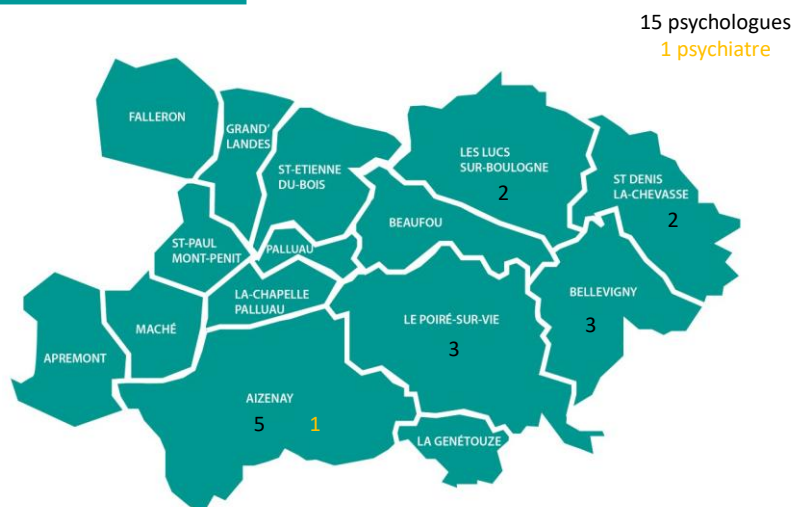 15 psychologues
1 psychiatre
FALLERON
GRAND'
LANDES
ST-ETIENNE
DU-BOIS
LES LUCS
SUR-BOULOGNE
2
ST DENIS
LA-CHEVASSE
2
BEAUFOU
ST-PAUL
MONT-PENIT
PALLUAU
LA-CHAPELLE
PALLUAU
BELLEVIGNY
3
LE POIRÉ-SUR-VIE
3
MACHÉ
APREMONT
AIZENAY
5 1
LA GENÉTOUZE